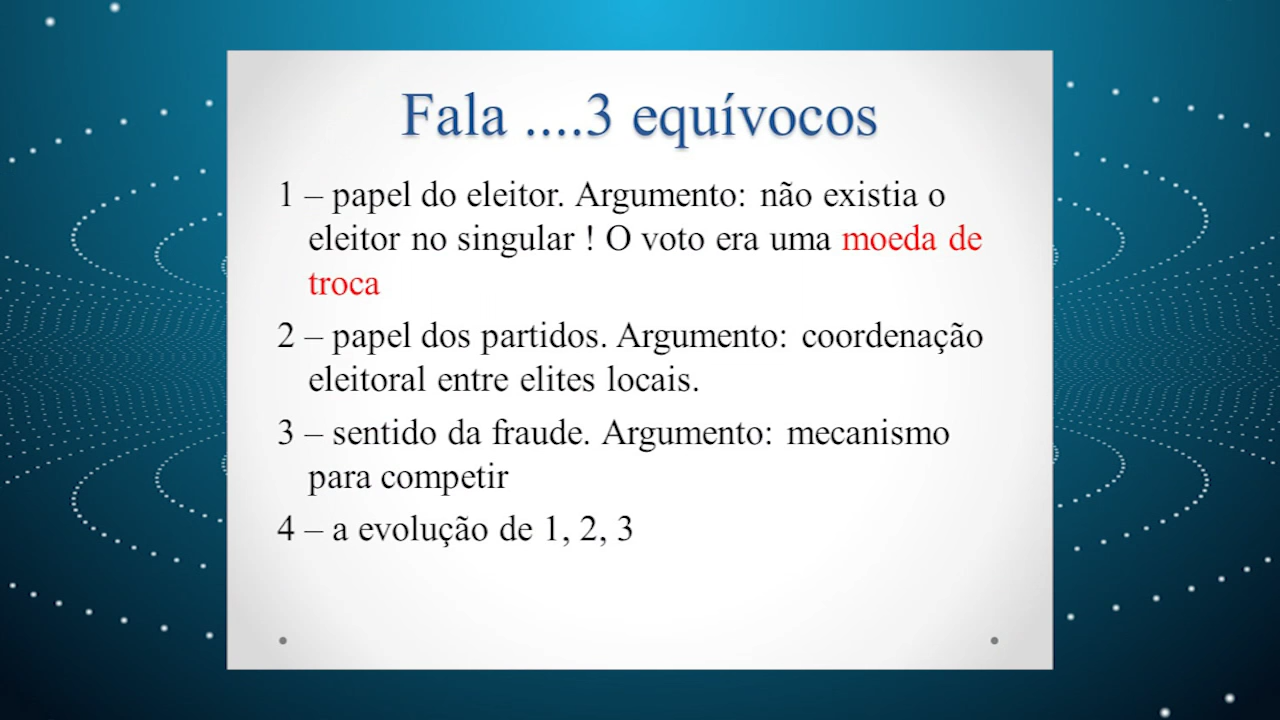 Fala ....3 equívocos
1 – papel do eleitor. Argumento: não existia o
eleitor no singular ! O voto era uma moeda de
troca
2 – papel dos partidos. Argumento: coordenação
eleitoral entre elites locais.
3 – sentido da fraude. Argumento: mecanismo
para competir
4 – a evolução de 1, 2, 3